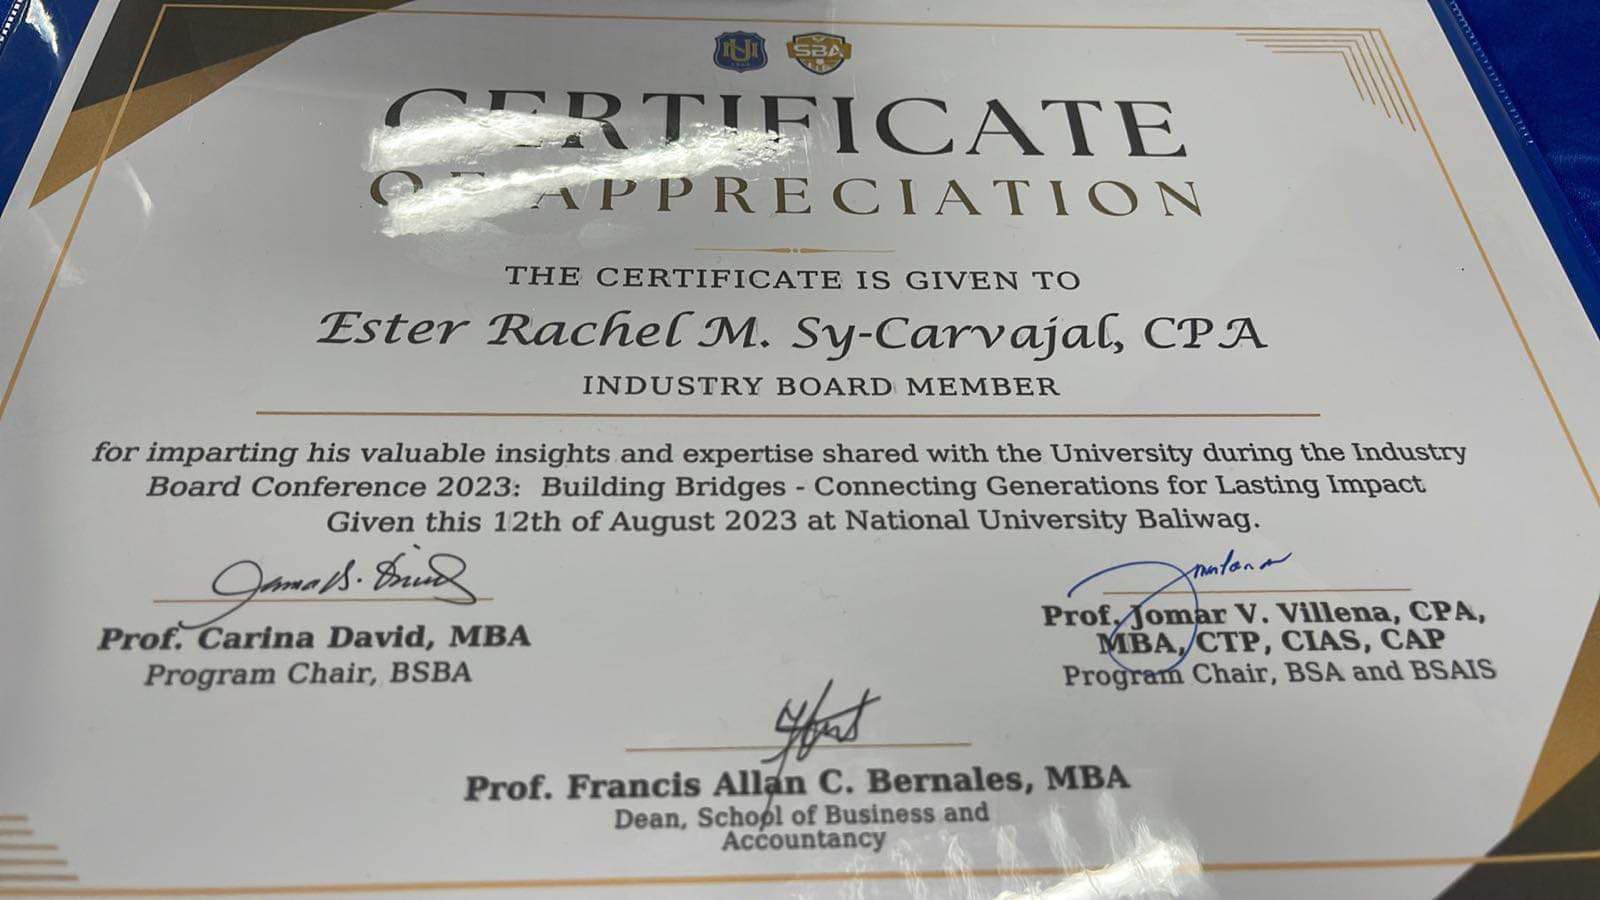 SBA
CERTIFICATE
OF APPRECIATION
THE CERTIFICATE IS GIVEN TO
Ester Rachel M. Sy-Carvajal, CPA
INDUSTRY BOARD MEMBER
for imparting his valuable insights and expertise shared with the University during the Industry
Board Conference 2023: Building Bridges - Connecting Generations for Lasting Impact
Given this 12th of August 2023 at National University Baliwag.
Prof. Carina David, MBA
Program Chair, BSBA
Prof. Jomar V. Villena, CPA,
MBA, CTP, CIAS, CAP
Program Chair, BSA and BSAIS
Prof. Francis Allan C. Bernales, MBA
Dean, School of Business and
Accountancy